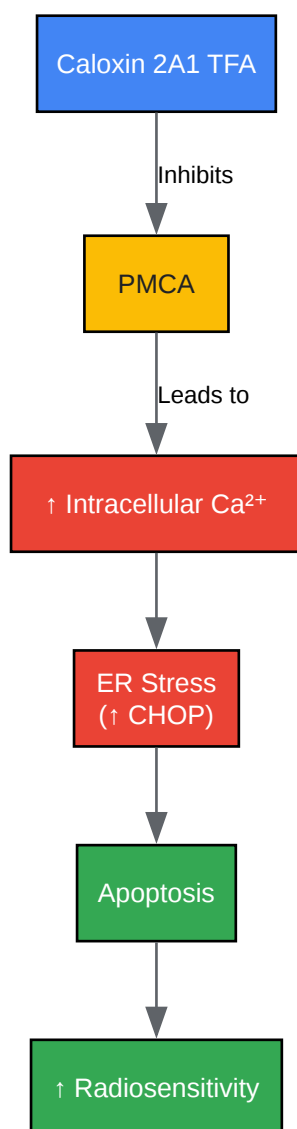 Caloxin 2A1 TFA
Inhibits
PMCA
Leads to
↑ Intracellular Ca²⁺
ER Stress
(↑ CHOP)
Apoptosis
↑ Radiosensitivity